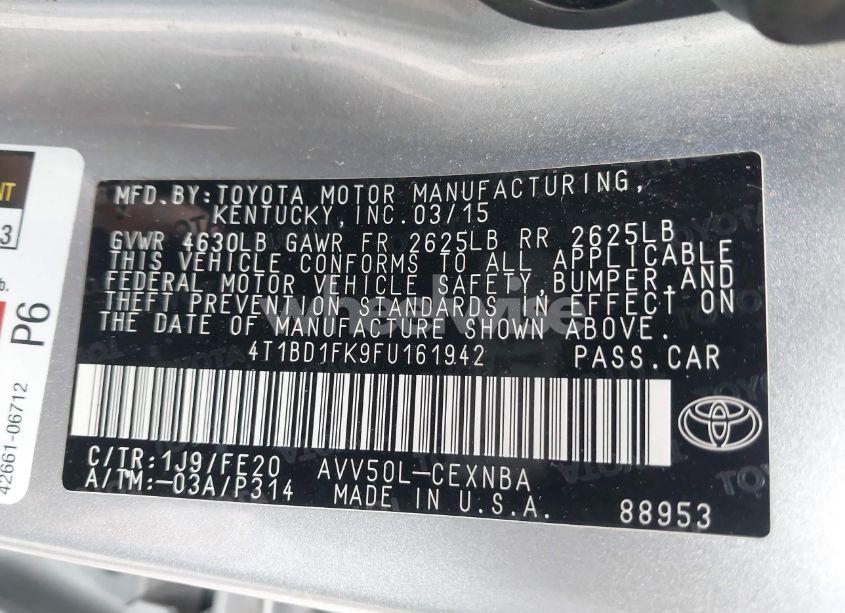 MFD.BY:TOYOTA MOTOR MANUFACTURING,
KENTUCKY,INC.03/15
GVWR 4630LB GAWR FR 2625LB RR 2625LB
THIS VEHICLE CONFORMS TO ALL APPLICABLE
FEDERAL MOTOR VEHICLE SAFETY,BUMPER,AND
THEFT PREVENTION STANDARDS IN EFFECT ON
THE DATE OF MANUFACTURE SHOWN ABOVE.
4T1BD1FK9FU161942 PASS.CAR
C/TR:1J9/FE20 AVV50L-CEXNBA
A/TM:-03A/P314 MADE IN U.S.A.
88953
NT
3
b.
P6
42661-06712
TOYOTA